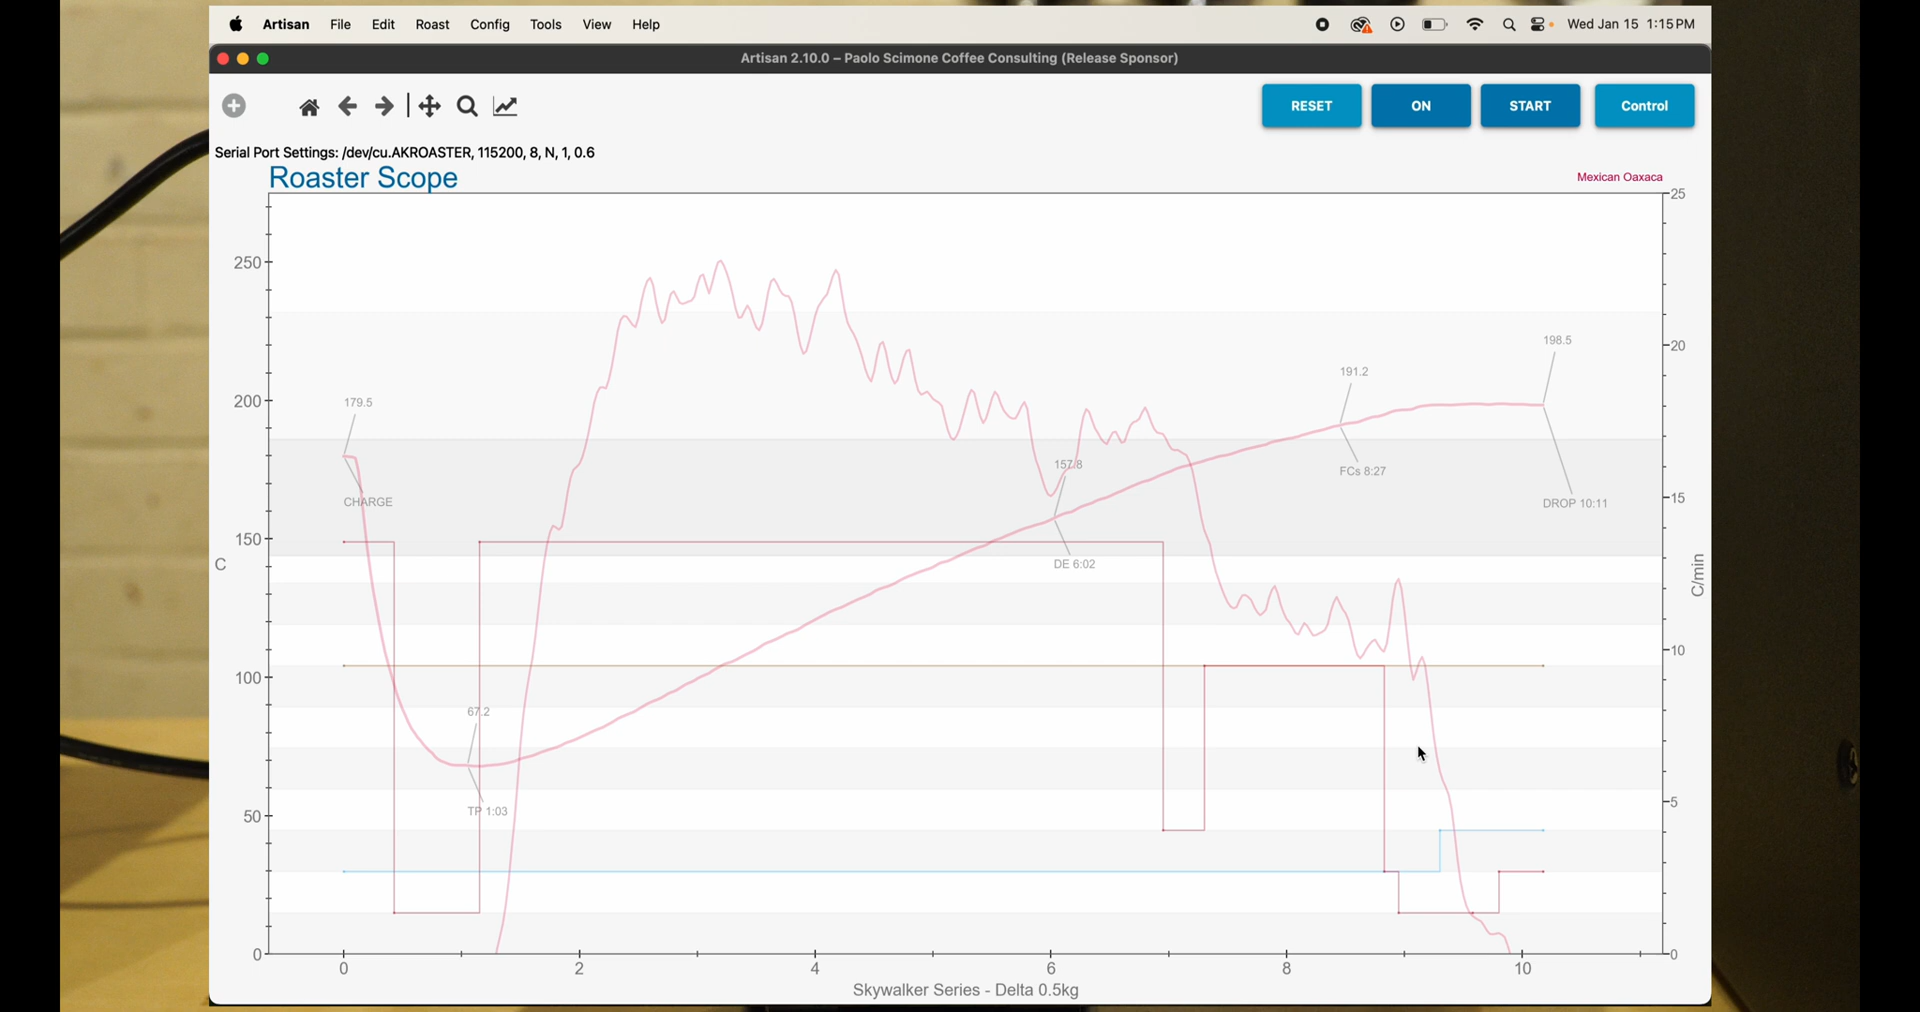 Artisan File Edit Roast Config Tools View Help Wed Jan 15 1:15 PM
Artisan 2.10.0 – Paolo Scimone Coffee Consulting (Release Sponsor)
RESET ON START Control
Serial Port Settings: /dev/cu.AKROASTER, 115200, 8, N, 1, 0.6
Roaster Scope
Mexican Oaxaca
25
250
198.5
20
191.2
200
179.5
157.8
FCs 8:27
15
CHARGE
DROP 10:11
150
C
DE 6:02
C/min
10
100
67.2
TP 1:03
5
50
0
0
0 2 4 6 8 10
Skywalker Series - Delta 0.5kg